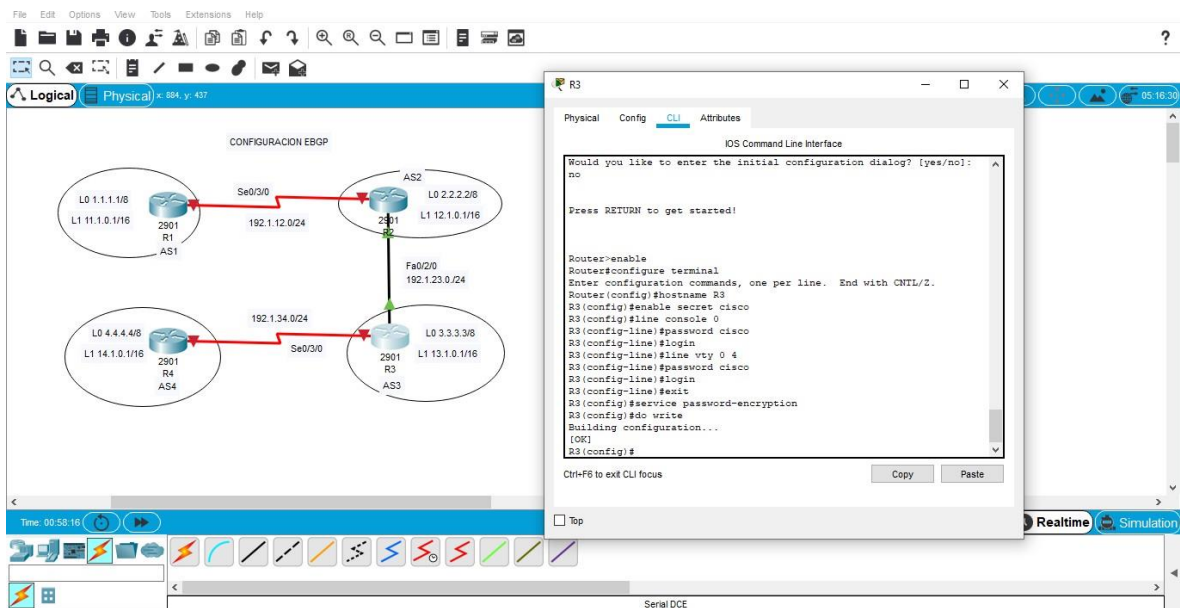 File Edit Options View Tools Extensions Help
?
Logical Physical x: 884, y: 437
05:16:30
CONFIGURACION EBGP
L0 1.1.1.1/8
L1 11.1.0.1/16
2901
R1
AS1
Se0/3/0
192.1.12.0/24
AS2
L0 2.2.2.2/8
L1 12.1.0.1/16
2901
R2
Fa0/2/0
192.1.23.0./24
192.1.34.0/24
Se0/3/0
L0 4.4.4.4/8
L1 14.1.0.1/16
2901
R4
AS4
L0 3.3.3.3/8
L1 13.1.0.1/16
2901
R3
AS3
R3
Physical Config CLI Attributes
IOS Command Line Interface
Would you like to enter the initial configuration dialog? [yes/no]:
no
Press RETURN to get started!
Router>enable
Router#configure terminal
Enter configuration commands, one per line. End with CNTL/Z.
Router(config)#hostname R3
R3(config)#enable secret cisco
R3(config)#line console 0
R3(config-line)#password cisco
R3(config-line)#login
R3(config-line)#line vty 0 4
R3(config-line)#password cisco
R3(config-line)#login
R3(config-line)#exit
R3(config)#service password-encryption
R3(config)#do write
Building configuration...
[OK]
R3(config)#
Ctrl+F6 to exit CLI focus
Copy Paste
Top
Time: 00:58:16
Realtime Simulation
Serial DCE